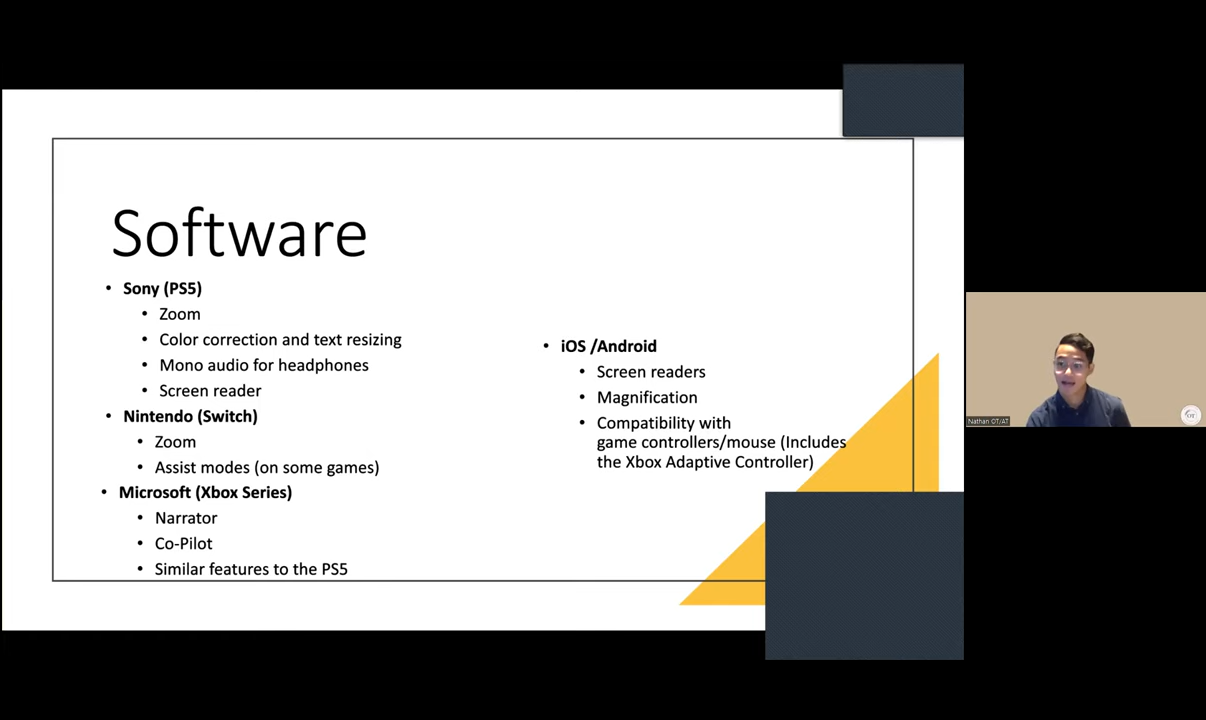 Software
• Sony (PS5)
• Zoom
• Color correction and text resizing
• Mono audio for headphones
• Screen reader
• Nintendo (Switch)
• Zoom
• Assist modes (on some games)
• Microsoft (Xbox Series)
• Narrator
• Co-Pilot
• Similar features to the PS5
• iOS /Android
• Screen readers
• Magnification
• Compatibility with
game controllers/mouse (Includes
the Xbox Adaptive Controller)
Nathan OT/AT